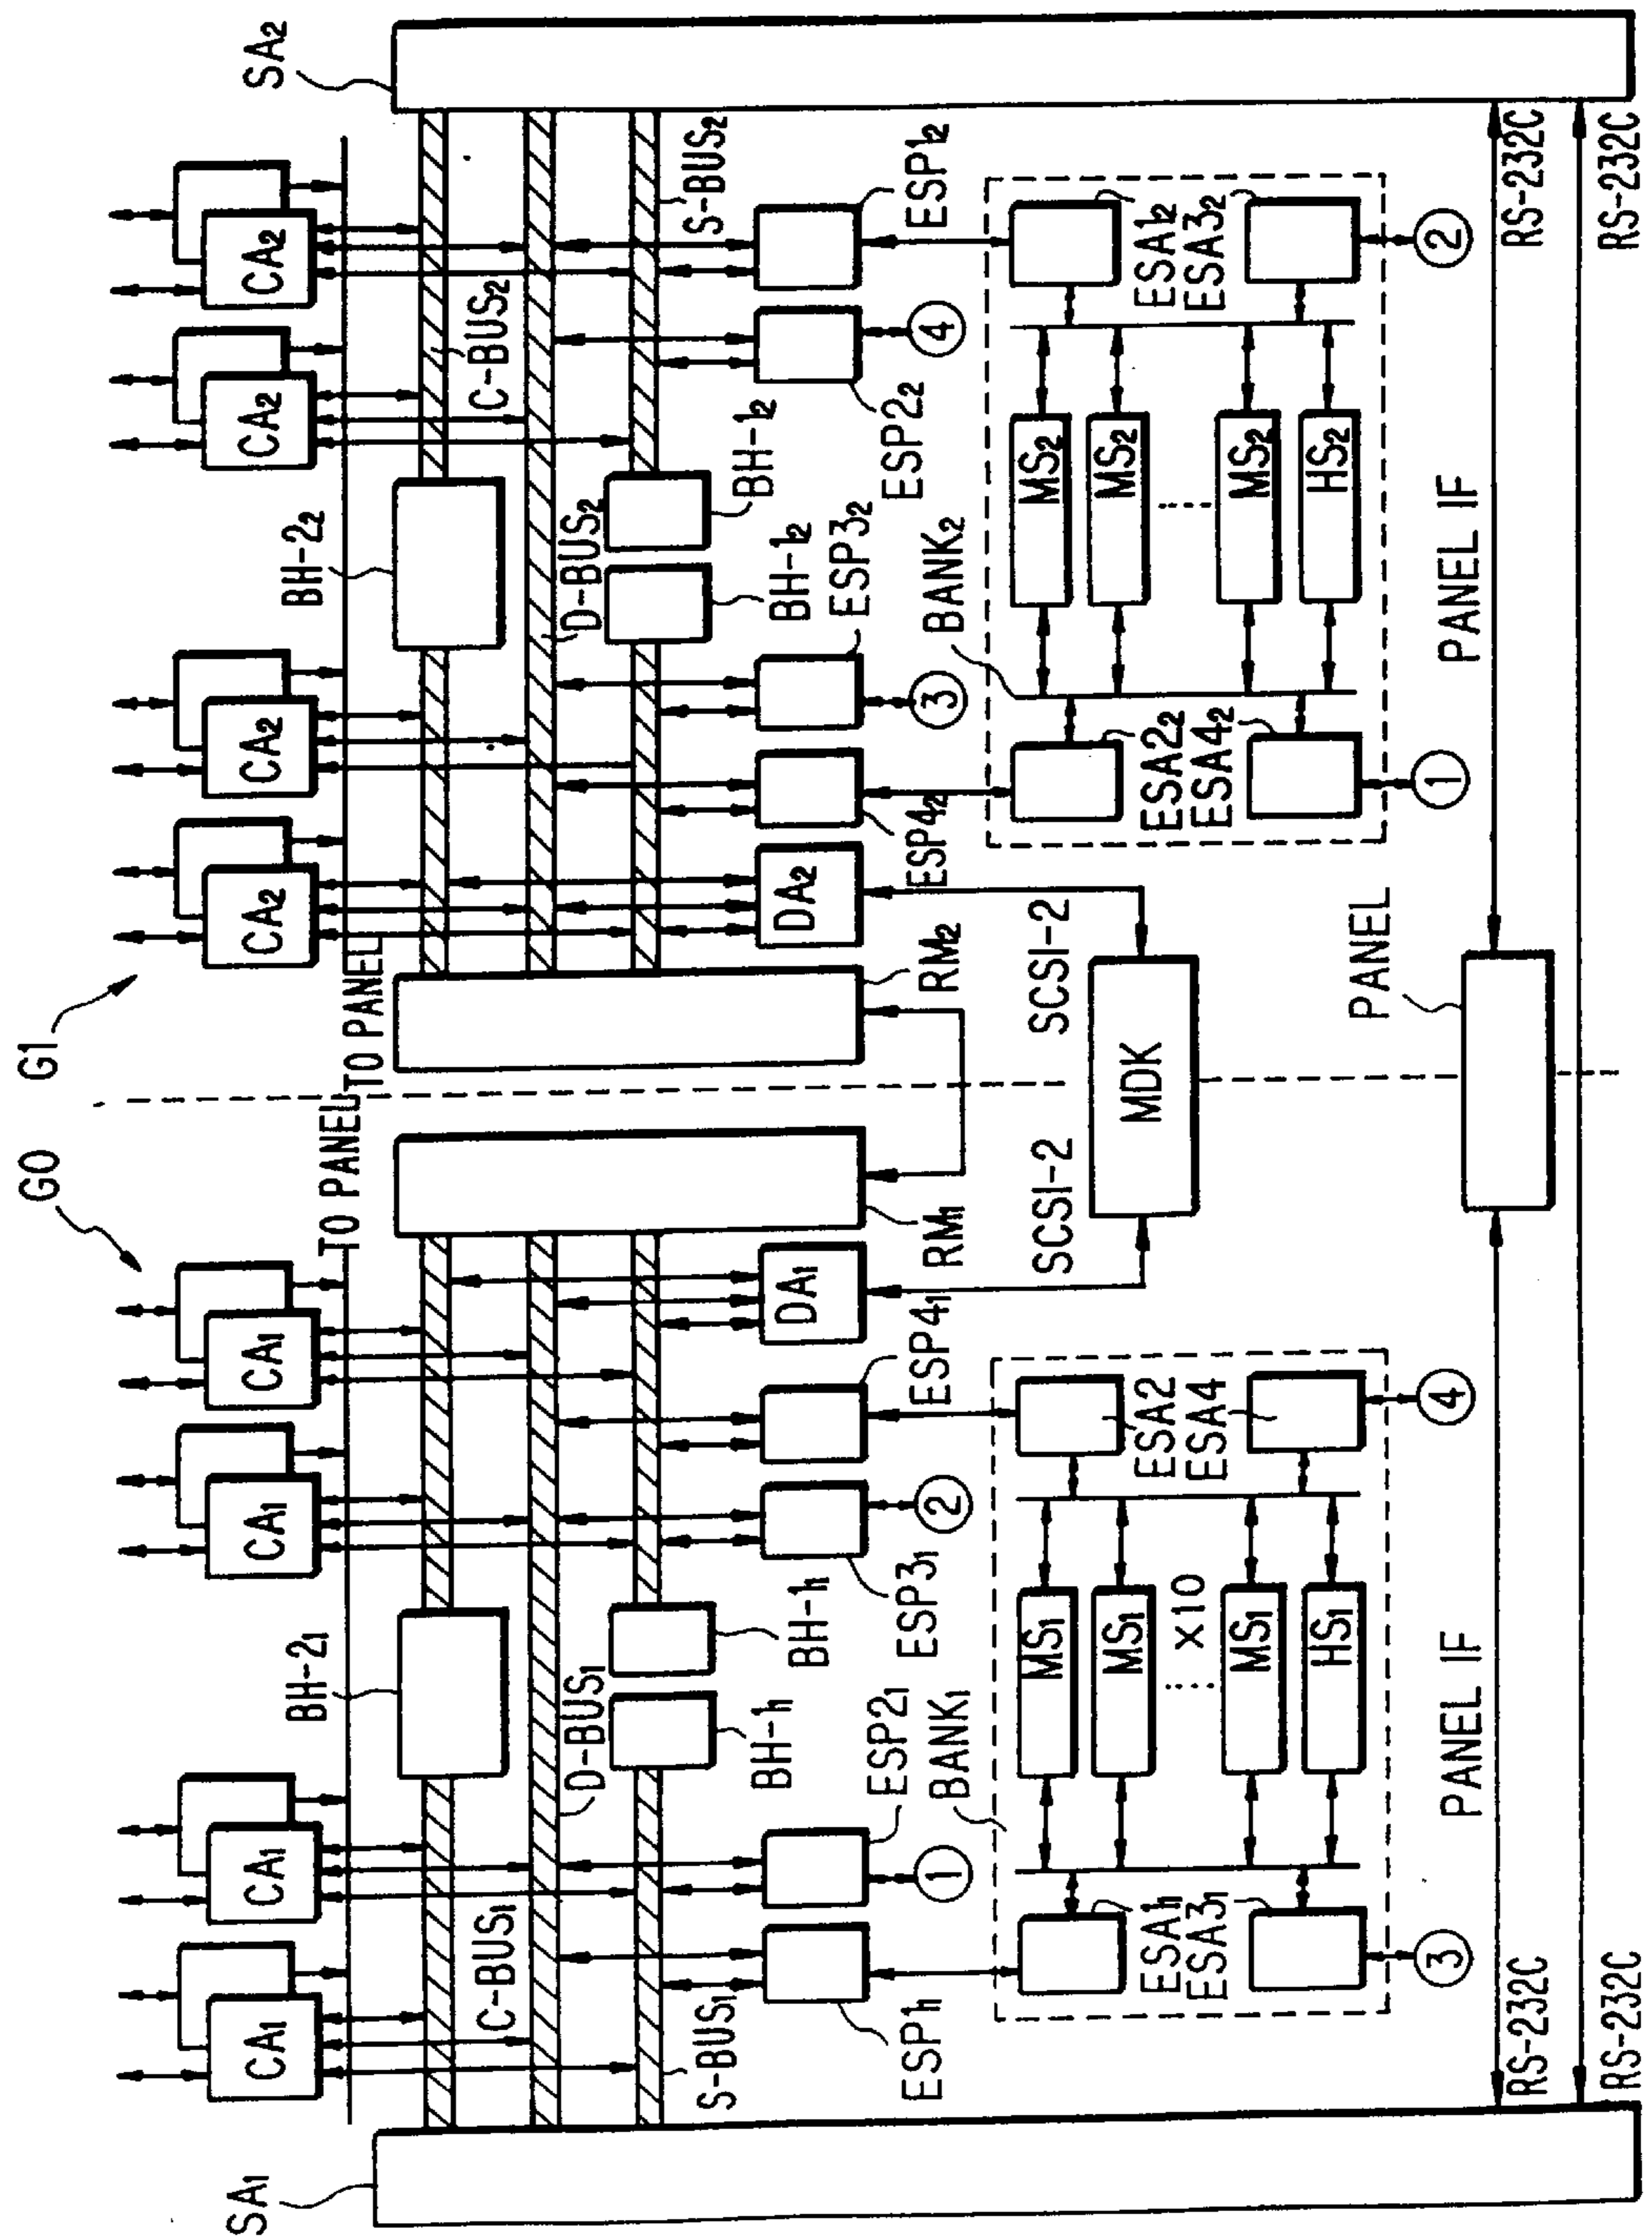 G0
G1
SA₁
SA₂
CA₁
CA₁
CA₁
CA₁
TO PANEL
TO PANEL
CA₂
CA₂
CA₂
CA₂
BH-2₁
BH-2₂
C-BUS₁
C-BUS₂
D-BUS₁
D-BUS₂
S-BUS₁
S-BUS₂
BH-1₁
BH-1₁
BH-1₂
BH-1₂
RM₁
RM₂
ESP1₁
ESP2₁
ESP3₁
ESP4₁
DA₁
DA₂
ESP4₂
ESP3₂
ESP2₂
ESP1₂
①
②
③
④
BANK₁
BANK₂
SCSI-2
SCSI-2
MDK
ESA1₁
ESA3₁
MS₁
MS₁
X10
MS₁
HS₁
ESA2
ESA4
ESA2₂
ESA4₂
MS₂
MS₂
MS₂
HS₂
ESA1₂
ESA3₂
③
④
①
②
PANEL IF
PANEL
PANEL IF
RS-232C
RS-232C
RS-232C
RS-232C